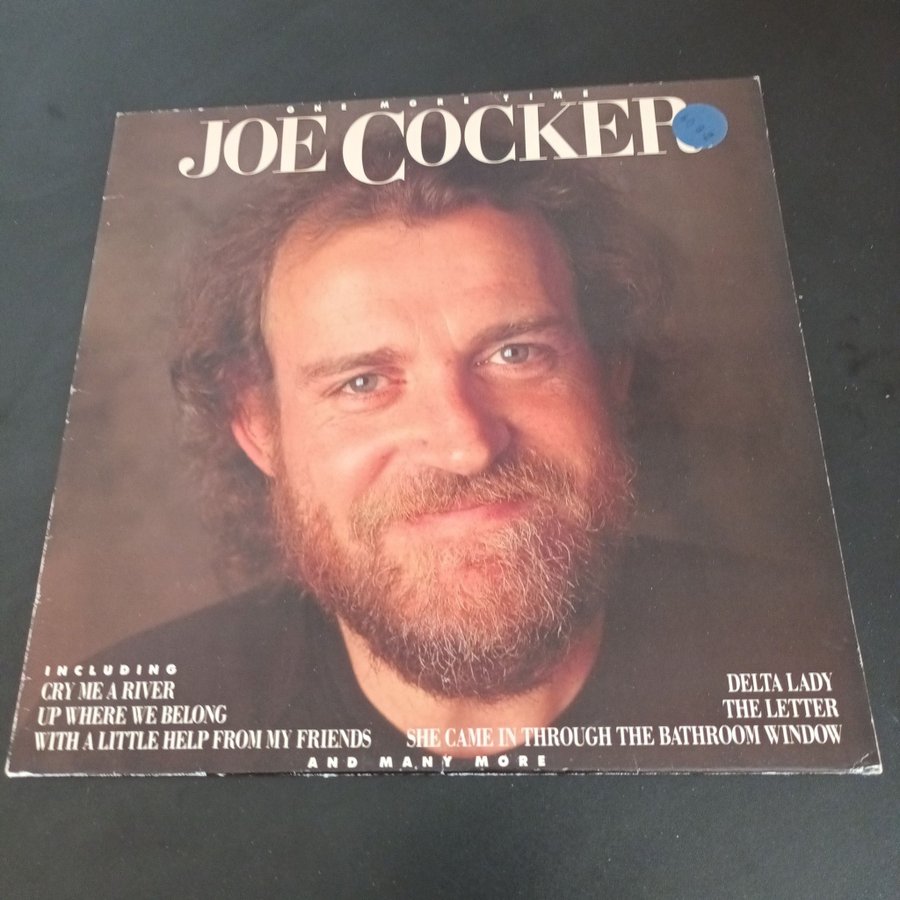 ONE MORE TIME
JOE COCKER
INCLUDING
CRY ME A RIVER
UP WHERE WE BELONG
WITH A LITTLE HELP FROM MY FRIENDS
DELTA LADY
THE LETTER
SHE CAME IN THROUGH THE BATHROOM WINDOW
AND MANY MORE